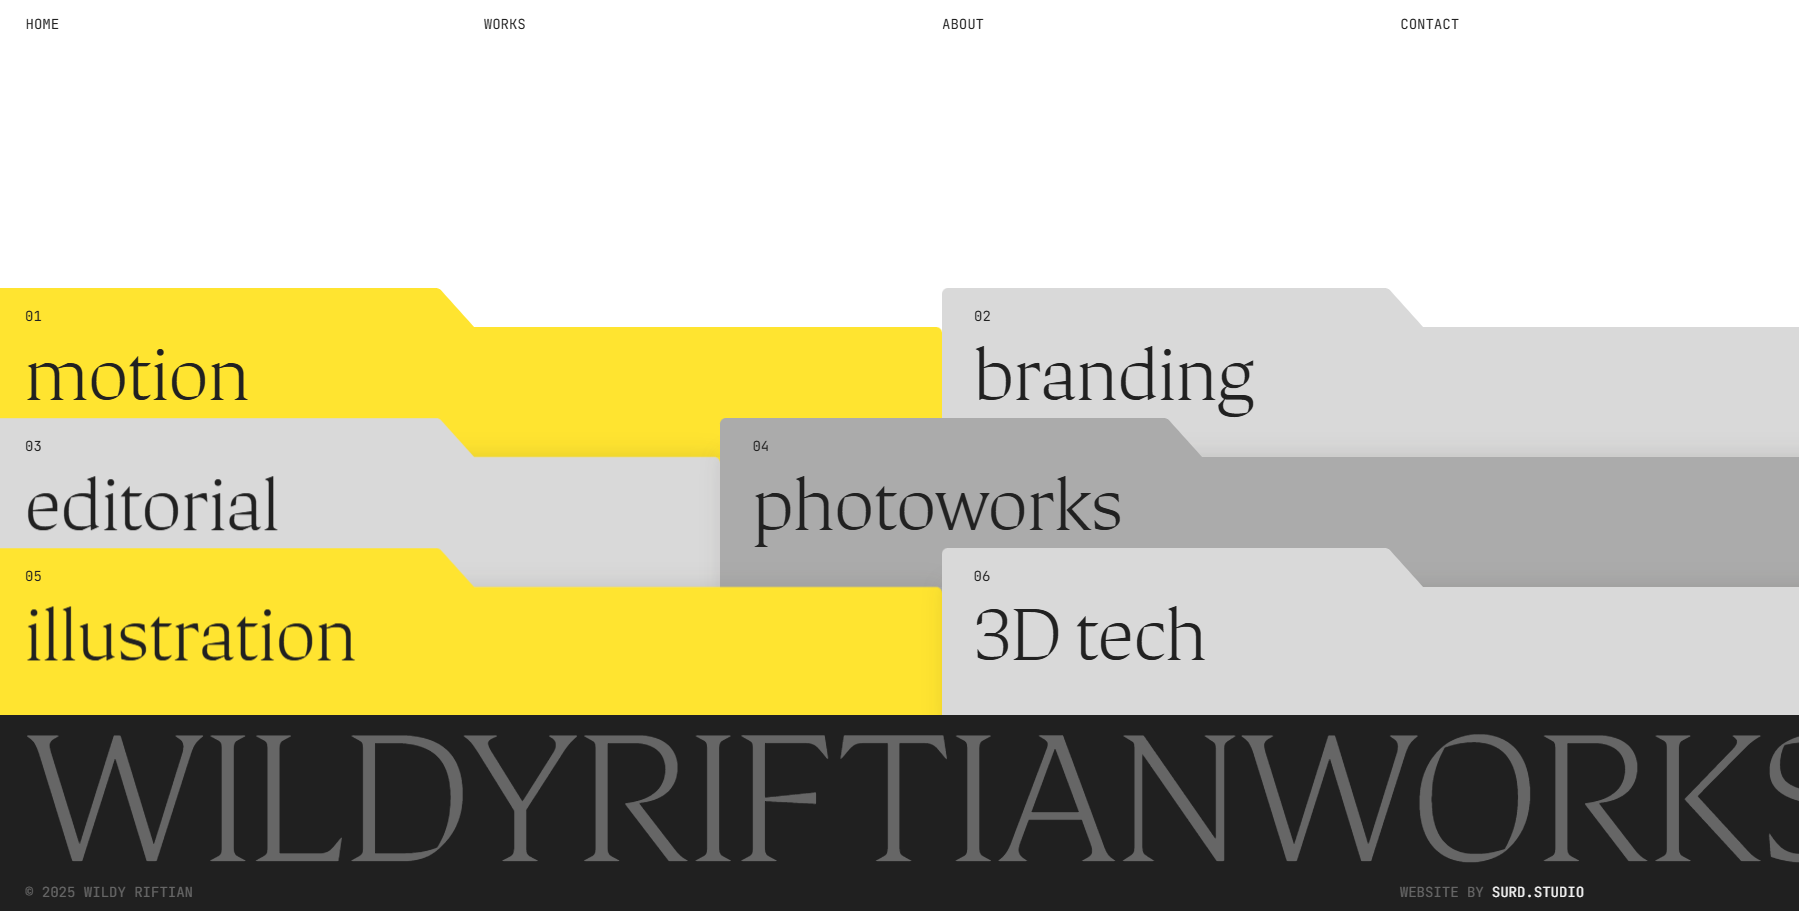 HOME WORKS ABOUT CONTACT
01
motion
02
branding
03
editorial
04
photoworks
05
illustration
06
3D tech
WILDYRIFTIANWORKS
© 2025 WILDY RIFTIAN
WEBSITE BY SURD.STUDIO